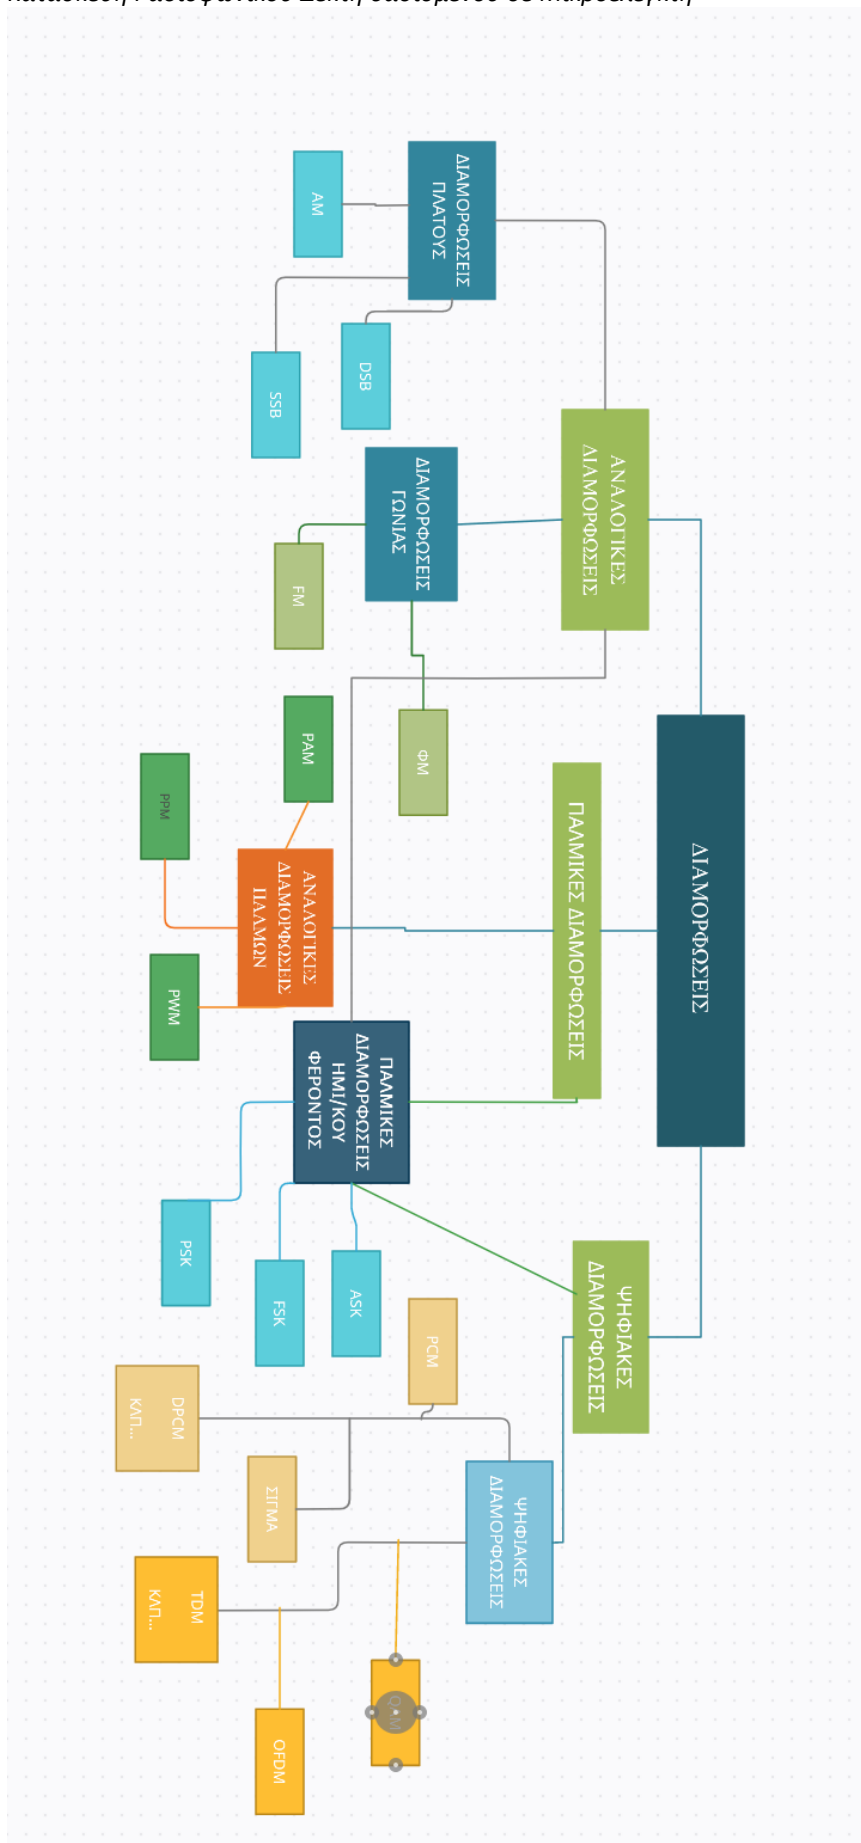 ΔΙΑΜΟΡΦΩΣΕΙΣ
ΑΝΑΛΟΓΙΚΕΣ
ΔΙΑΜΟΡΦΩΣΕΙΣ
ΠΑΛΜΙΚΕΣ ΔΙΑΜΟΡΦΩΣΕΙΣ
ΨΗΦΙΑΚΕΣ
ΔΙΑΜΟΡΦΩΣΕΙΣ
ΔΙΑΜΟΡΦΩΣΕΙΣ
ΠΛΑΤΟΥΣ
AM
DSB
SSB
ΔΙΑΜΟΡΦΩΣΕΙΣ
ΓΩΝΙΑΣ
FM
ΦΜ
ΑΝΑΛΟΓΙΚΕΣ
ΔΙΑΜΟΡΦΩΣΕΙΣ
ΠΑΛΜΩΝ
PAM
PPM
PWM
ΠΑΛΜΙΚΕΣ
ΔΙΑΜΟΡΦΩΣΕΙΣ
ΗΜΙ/ΚΟΥ
ΦΕΡΟΝΤΟΣ
PSK
FSK
ASK
ΨΗΦΙΑΚΕΣ
ΔΙΑΜΟΡΦΩΣΕΙΣ
PCM
DPCM
ΚΛΠ...
ΣΙΓΜΑ
TDM
ΚΛΠ...
QAM
OFDM